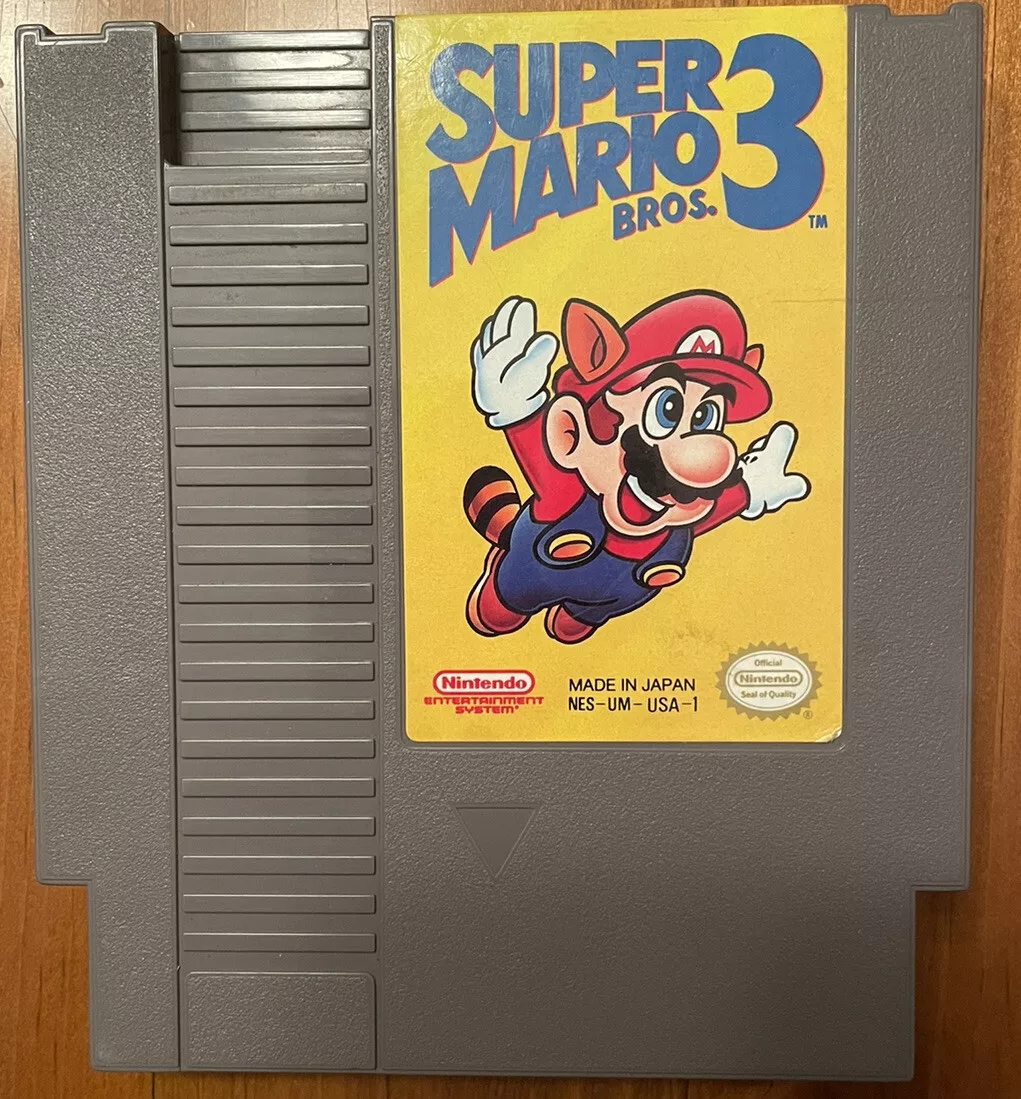 SUPER
MARIO
BROS. 3 TM
M
Nintendo
ENTERTAINMENT
SYSTEM®
MADE IN JAPAN
NES-UM-USA-1
Official
Nintendo
Seal of Quality
®